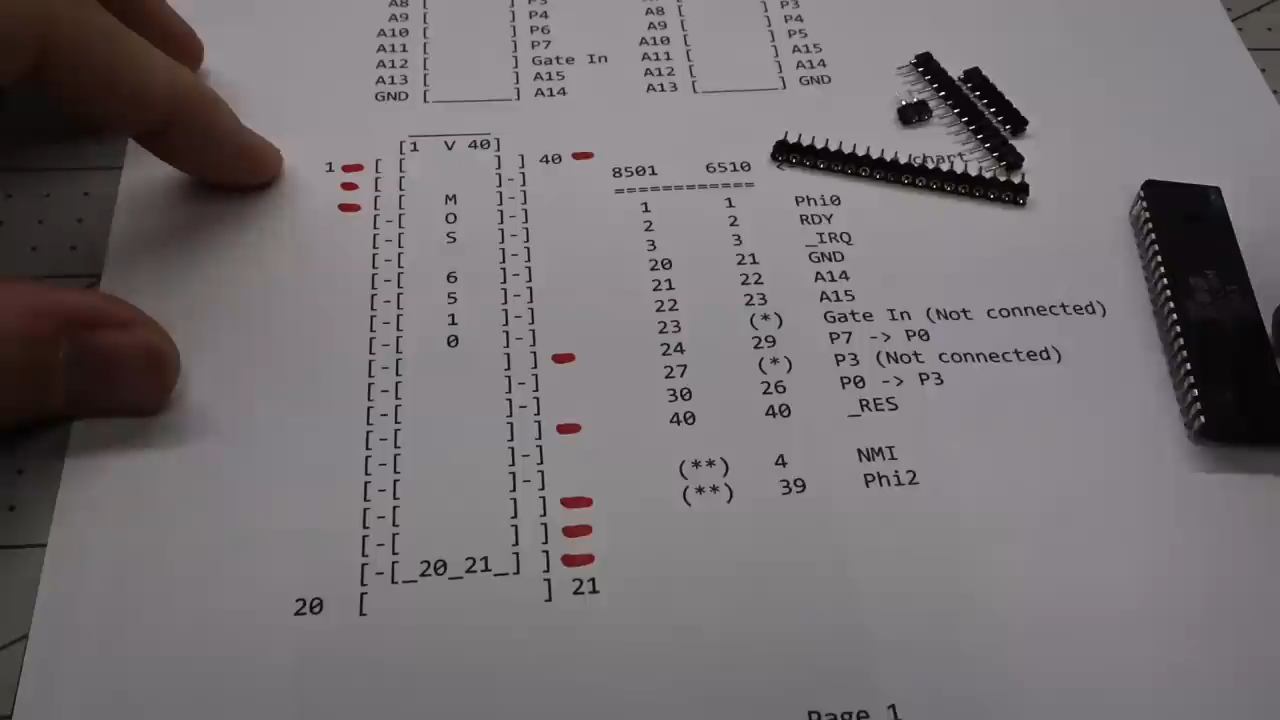 A8 [ ] P3 A8 [ ] P3
A9 [ ] P4 A9 [ ] P4
A10 [ ] P6 A10 [ ] P5
A11 [ ] P7 A11 [ ] A15
A12 [ ] Gate In A12 [ ] A14
A13 [ ] A15 A13 [_______] GND
GND [_______] A14
[1 V 40]
1 [ [ ] ] 40
[ [ ]-]
[ [ M ]-]
[-[ O ]-]
[-[ S ]-]
[-[ ]-]
[-[ 6 ]-]
[-[ 5 ]-]
[-[ 1 ]-]
[-[ 0 ]-]
[-[ ] ]
[-[ ]-]
[-[ ]-]
[-[ ] ]
[-[ ]-]
[-[ ]-]
[-[ ] ]
[-[ ] ]
[-[_20_21_] ]
20 [ ] 21
8501 6510 <- chart
============
1 1 Phi0
2 2 RDY
3 3 _IRQ
20 21 GND
21 22 A14
22 23 A15
23 (*) Gate In (Not connected)
24 29 P7 -> P0
27 (*) P3 (Not connected)
30 26 P0 -> P3
40 40 _RES
(**) 4 NMI
(**) 39 Phi2
Page 1